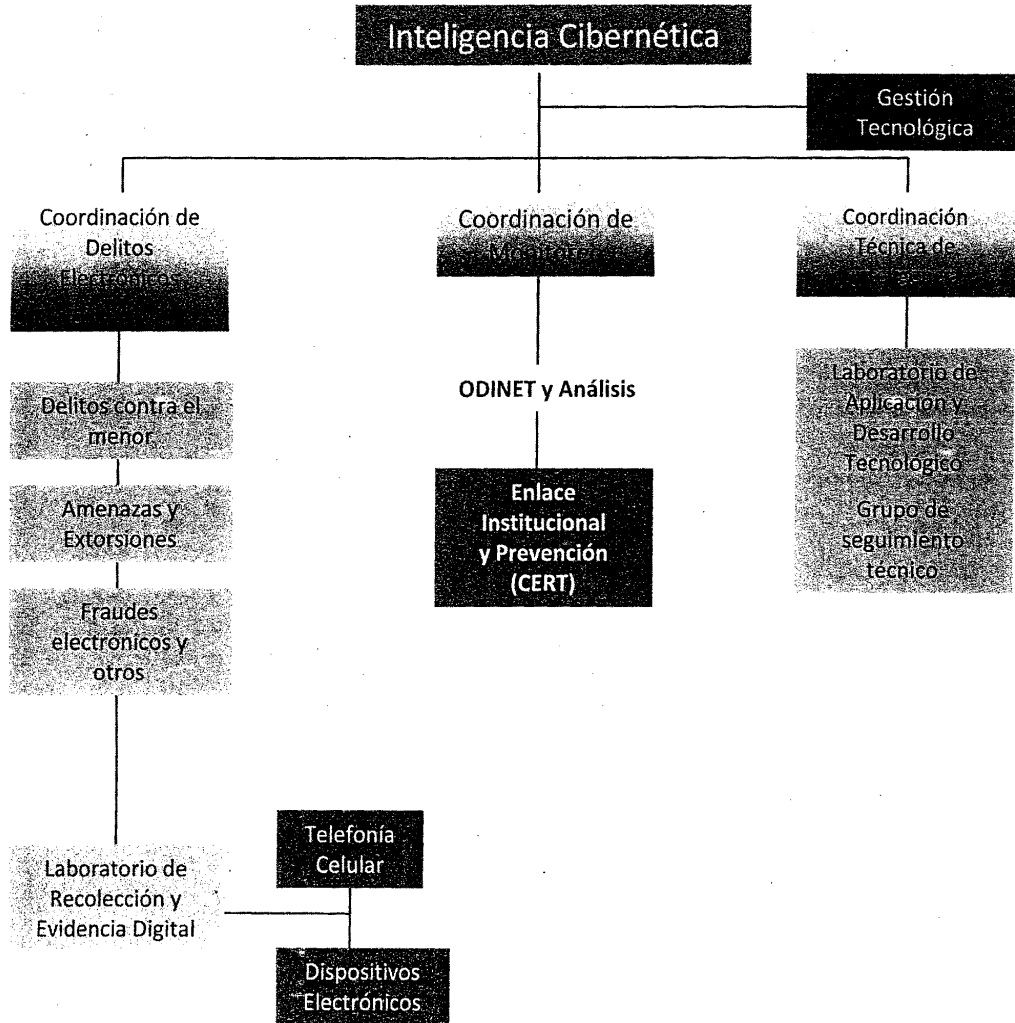 Inteligencia Cibernética
Gestión
Tecnológica
Coordinación de
Delitos
Electrónicos
Coordinación de
Monitoreo
Coordinación
Técnica de
Delitos contra el
menor
Amenazas y
Extorsiones
Fraudes
electrónicos y
otros
Laboratorio de
Recolección y
Evidencia Digital
Telefonía
Celular
Dispositivos
Electrónicos
ODINET y Análisis
Enlace
Institucional
y Prevención
(CERT)
Laboratorio de
Aplicación y
Desarrollo
Tecnológico
Grupo de
seguimiento
técnico